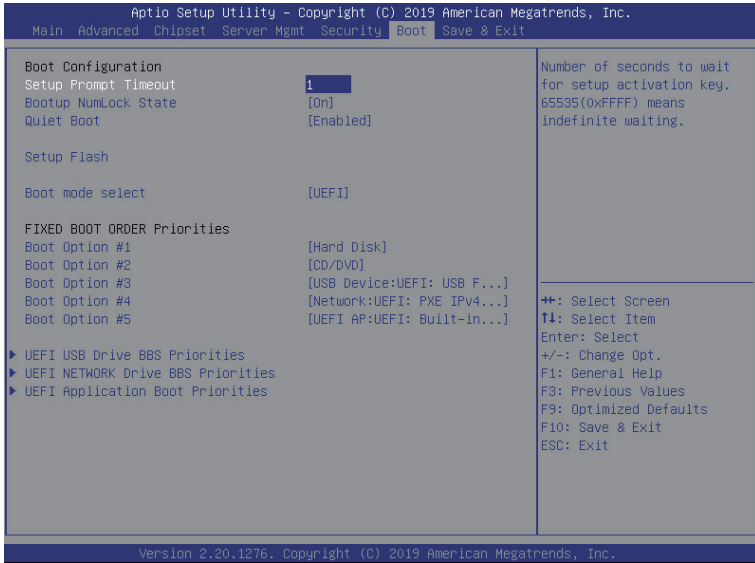 Aptio Setup Utility – Copyright (C) 2019 American Megatrends, Inc.
Main Advanced Chipset Server Mgmt Security Boot Save & Exit
Boot Configuration
Setup Prompt Timeout 1
Bootup NumLock State [On]
Quiet Boot [Enabled]
Setup Flash
Boot mode select [UEFI]
FIXED BOOT ORDER Priorities
Boot Option #1 [Hard Disk]
Boot Option #2 [CD/DVD]
Boot Option #3 [USB Device:UEFI: USB F...]
Boot Option #4 [Network:UEFI: PXE IPv4...]
Boot Option #5 [UEFI AP:UEFI: Built-in...]
UEFI USB Drive BBS Priorities
UEFI NETWORK Drive BBS Priorities
UEFI Application Boot Priorities
Number of seconds to wait
for setup activation key.
65535(0xFFFF) means
indefinite waiting.
→←: Select Screen
↑↓: Select Item
Enter: Select
+/-: Change Opt.
F1: General Help
F3: Previous Values
F9: Optimized Defaults
F10: Save & Exit
ESC: Exit
Version 2.20.1276. Copyright (C) 2019 American Megatrends, Inc.